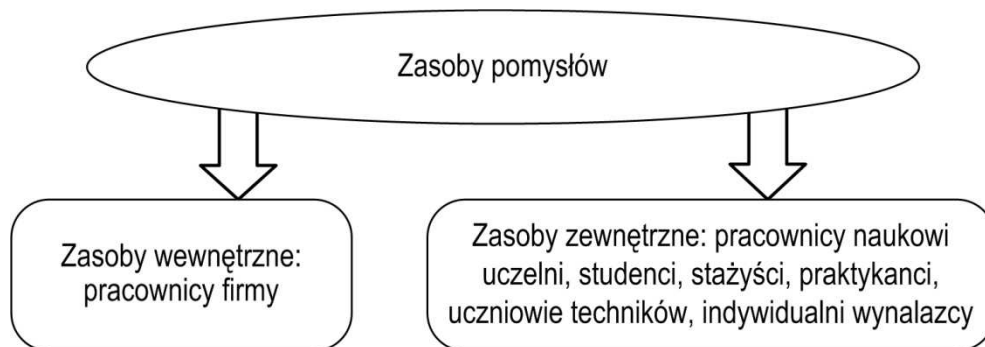 Zasoby pomysłów
Zasoby wewnętrzne:
pracownicy firmy
Zasoby zewnętrzne: pracownicy naukowi
uczelni, studenci, stażyści, praktykanci,
uczniowie techników, indywidualni wynalazcy